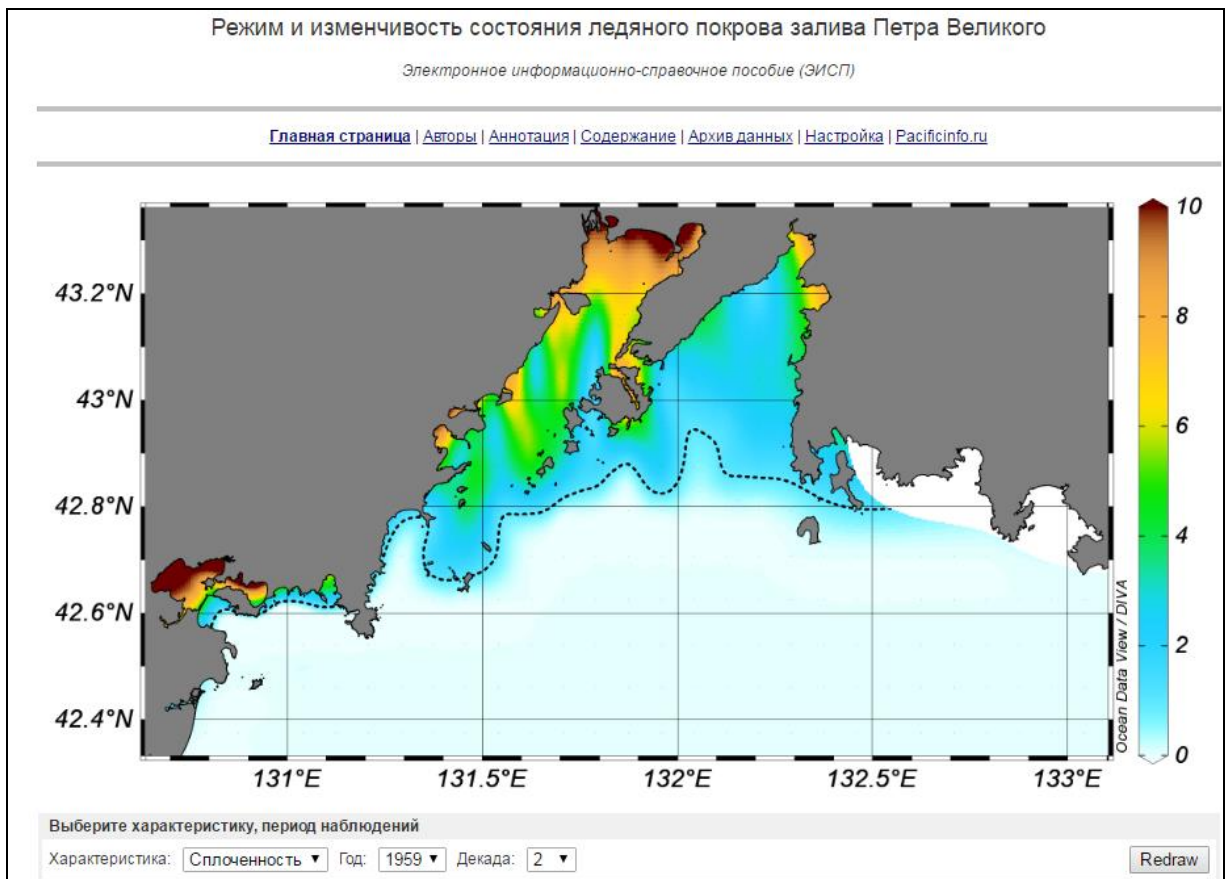 Режим и изменчивость состояния ледяного покрова залива Петра Великого
Электронное информационно-справочное пособие (ЭИСП)
Главная страница | Авторы | Аннотация | Содержание | Архив данных | Настройка | Pacificinfo.ru
43.2°N
43°N
42.8°N
42.6°N
42.4°N
131°E
131.5°E
132°E
132.5°E
133°E
10
8
6
4
2
0
Ocean Data View / DIVA
Выберите характеристику, период наблюдений
Характеристика: Сплоченность Год: 1959 Декада: 2 Redraw